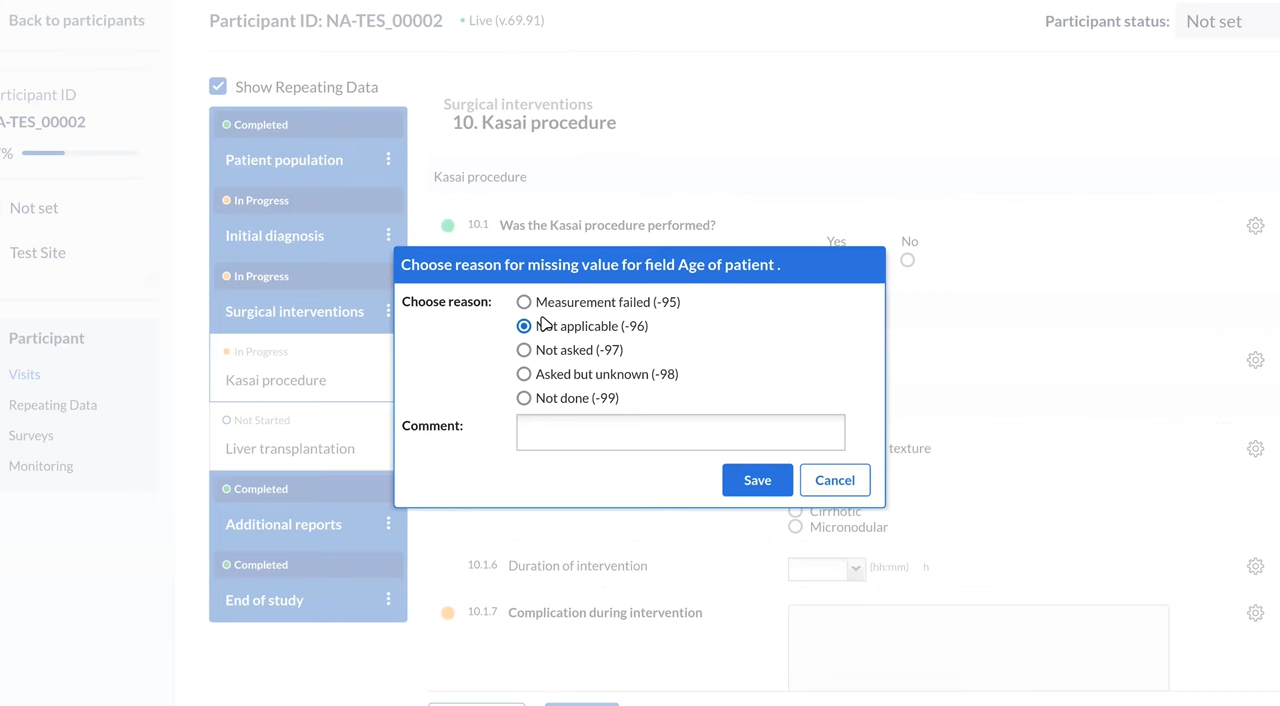 Back to participants
Participant ID: NA-TES_00002
• Live (v.69.91)
Participant status:
Not set
rticipant ID
A-TES_00002
%
Not set
Test Site
Participant
Visits
Repeating Data
Surveys
Monitoring
Show Repeating Data
Completed
Patient population
In Progress
Initial diagnosis
In Progress
Surgical interventions
In Progress
Kasai procedure
Not Started
Liver transplantation
Completed
Additional reports
Completed
End of study
Surgical interventions
10. Kasai procedure
Kasai procedure
10.1 Was the Kasai procedure performed?
Yes No
Choose reason for missing value for field Age of patient .
Choose reason:
Measurement failed (-95)
Not applicable (-96)
Not asked (-97)
Asked but unknown (-98)
Not done (-99)
Comment:
Save
Cancel
texture
Cirrhotic
Micronodular
10.1.6 Duration of intervention
(hh:mm) h
10.1.7 Complication during intervention